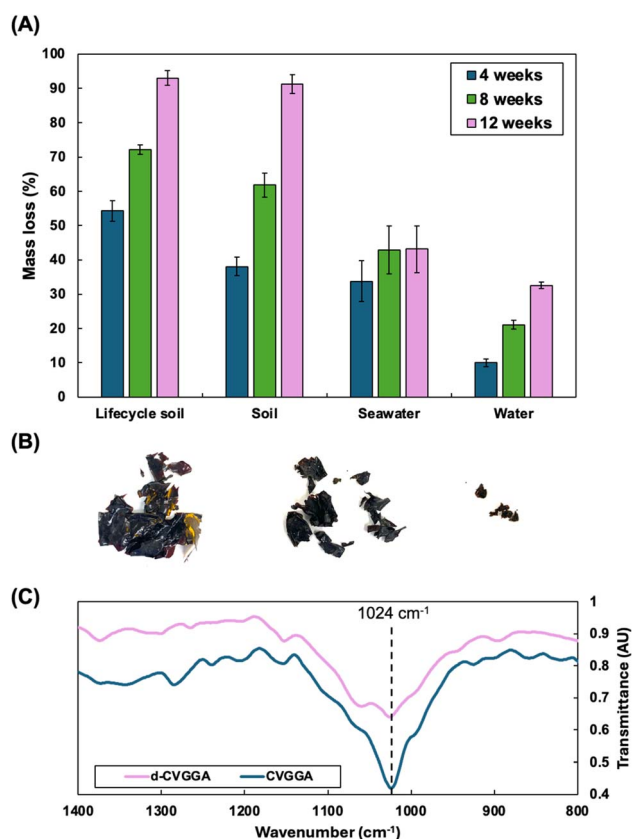 (A)
100
90
80
70
60
50
40
30
20
10
0
Mass loss (%)
4 weeks
8 weeks
12 weeks
Lifecycle soil
Soil
Seawater
Water
(B)
(C)
1024 cm⁻¹
1
0.9
0.8
0.7
0.6
0.5
0.4
Transmittance (AU)
d-CVGGA
CVGGA
1400
1300
1200
1100
1000
900
800
Wavenumber (cm⁻¹)